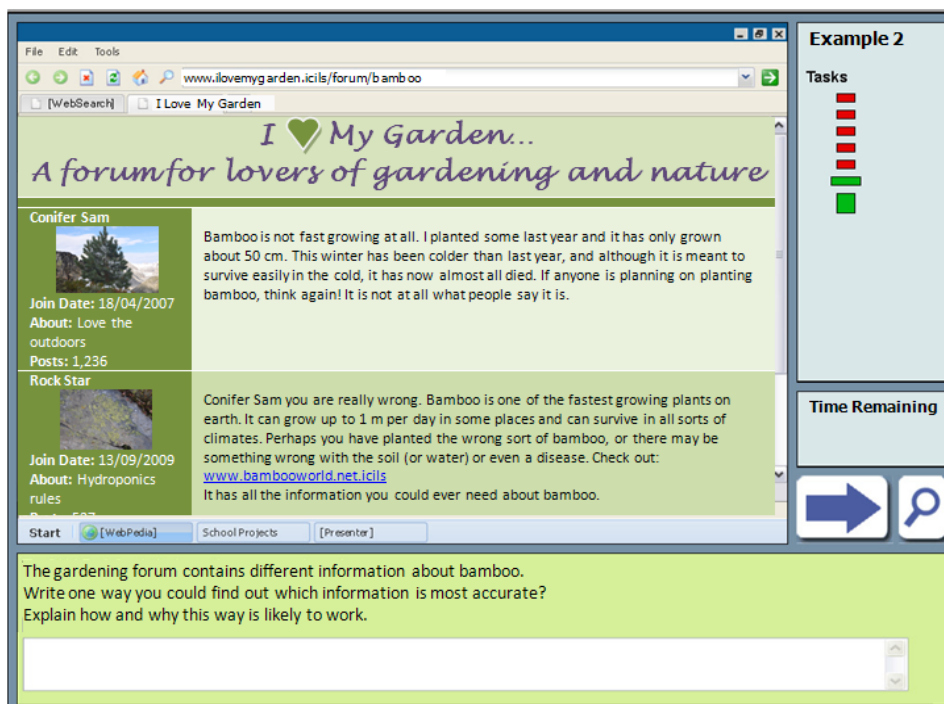 File Edit Tools
www.ilovemygarden.icils/forum/bamboo
[WebSearch] I Love My Garden
I My Garden...
A forum for lovers of gardening and nature
Conifer Sam
Join Date: 18/04/2007
About: Love the
outdoors
Posts: 1,236
Bamboo is not fast growing at all. I planted some last year and it has only grown
about 50 cm. This winter has been colder than last year, and although it is meant to
survive easily in the cold, it has now almost all died. If anyone is planning on planting
bamboo, think again! It is not at all what people say it is.
Rock Star
Join Date: 13/09/2009
About: Hydroponics
rules
Conifer Sam you are really wrong. Bamboo is one of the fastest growing plants on
earth. It can grow up to 1 m per day in some places and can survive in all sorts of
climates. Perhaps you have planted the wrong sort of bamboo, or there may be
something wrong with the soil (or water) or even a disease. Check out:
www.bambooworld.net.icils
It has all the information you could ever need about bamboo.
Start [WebPedia] School Projects [Presenter]
Example 2
Tasks
Time Remaining
The gardening forum contains different information about bamboo.
Write one way you could find out which information is most accurate?
Explain how and why this way is likely to work.